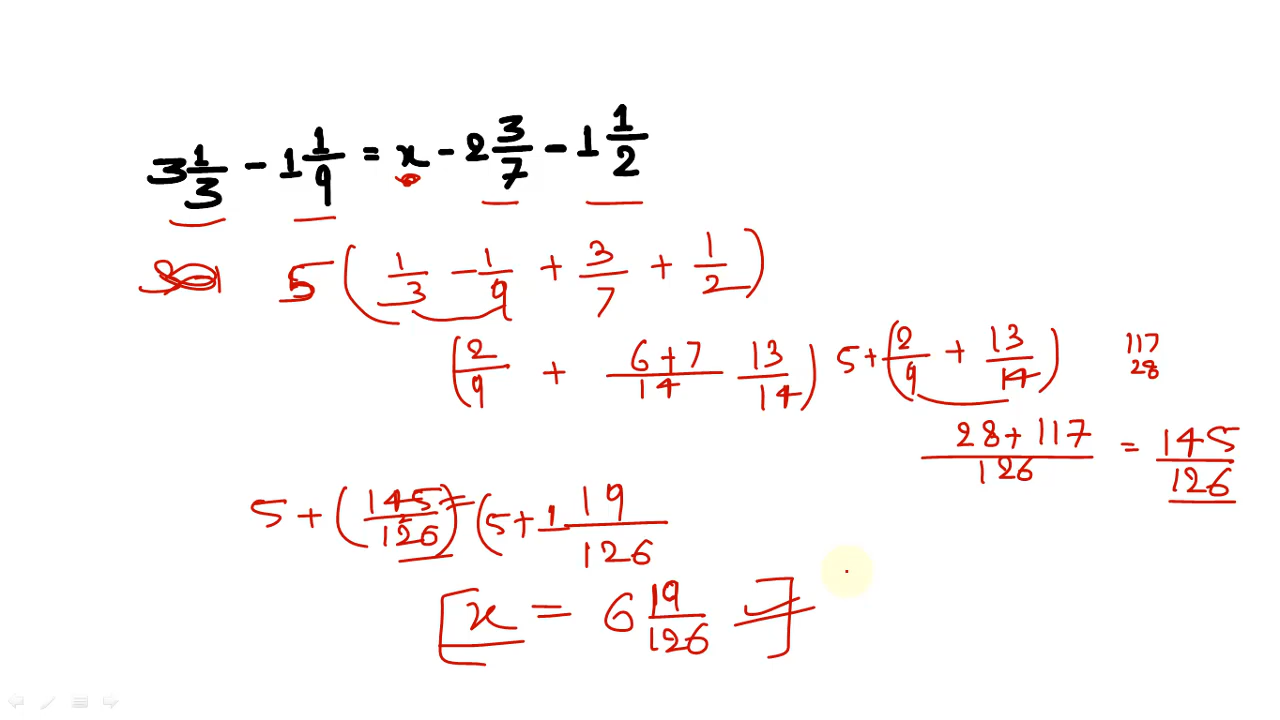 3 1/3 - 1 1/9 = x - 2 3/7 - 1 1/2
5 ( 1/3 - 1/9 + 3/7 + 1/2 )
( 2/9 + (6+7)/14 13/14 ) 5 + ( 2/9 + 13/14 )
117
28
(28 + 117)/126 = 145/126
5 + ( 145/126 ) = ( 5 + 1 19/126
[ x = 6 19/126 ]